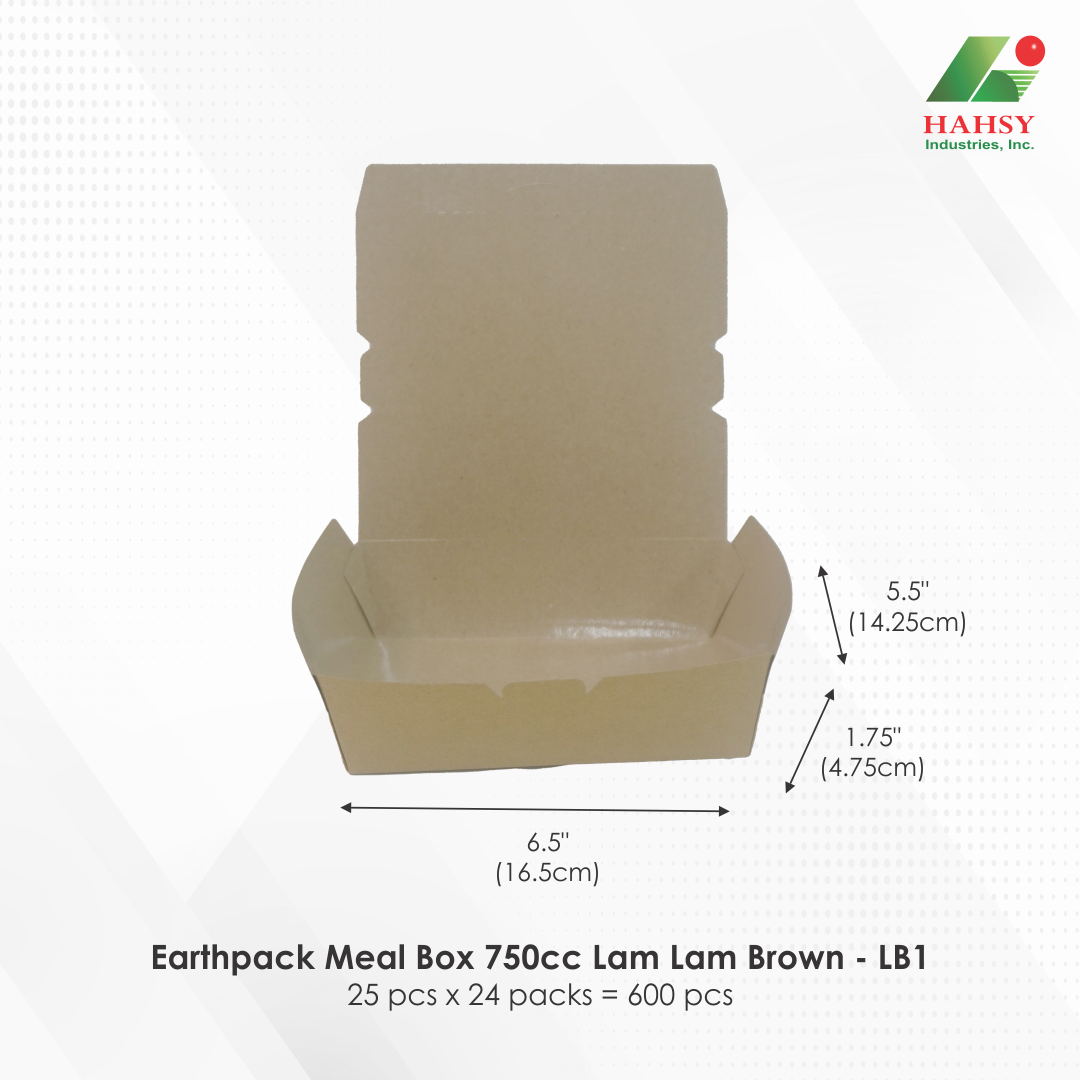 HAHSY
Industries, Inc.
5.5"
(14.25cm)
1.75"
(4.75cm)
6.5"
(16.5cm)
Earthpack Meal Box 750cc Lam Lam Brown - LB1
25 pcs x 24 packs = 600 pcs